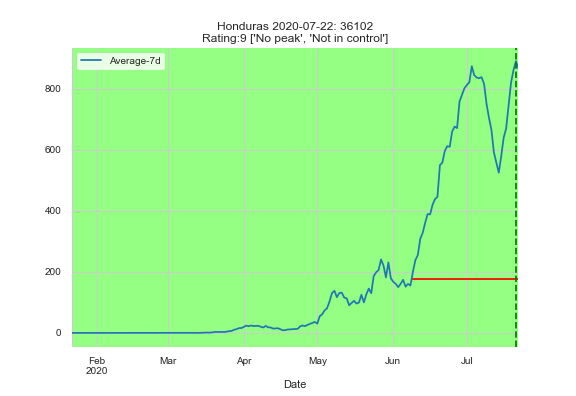 Honduras 2020-07-22: 36102
Rating:9 ['No peak', 'Not in control']
Average-7d
800
600
400
200
0
Feb Mar Apr May Jun Jul
2020
Date